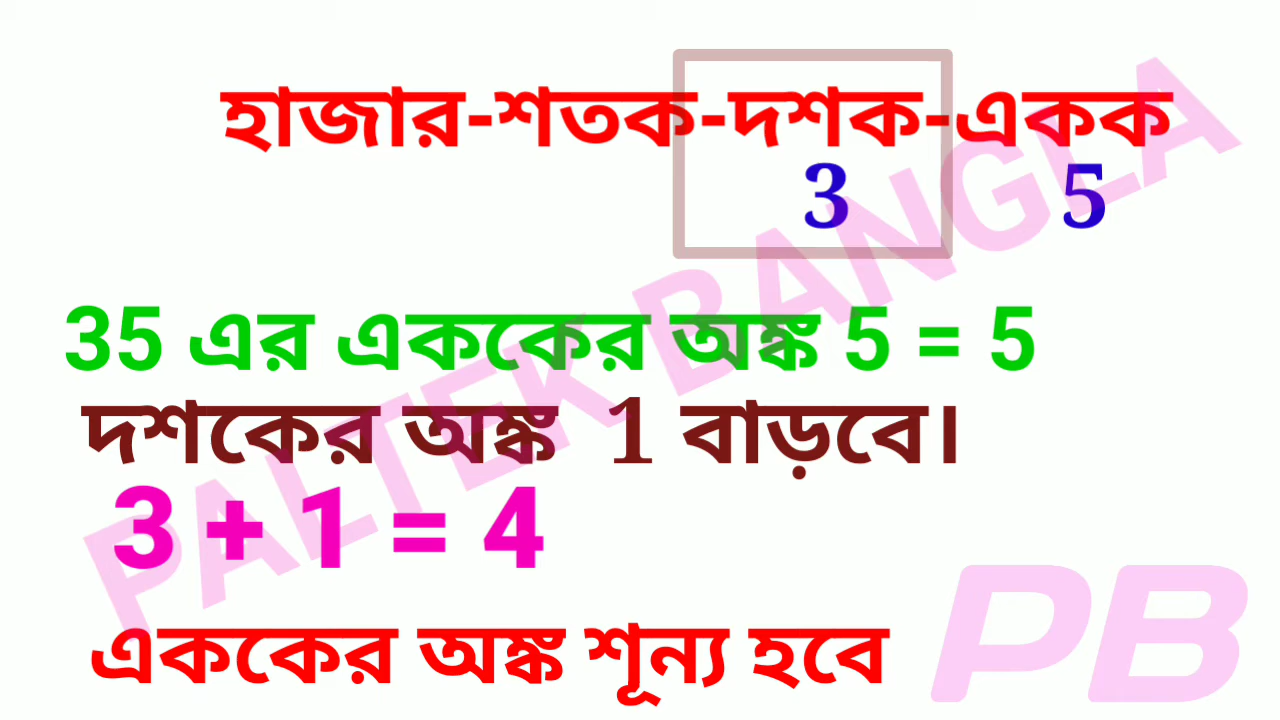 হাজার-শতক-দশক-একক
3 5
35 এর এককের অঙ্ক 5 = 5
দশকের অঙ্ক 1 বাড়বে।
3 + 1 = 4
এককের অঙ্ক শূন্য হবে
PALTEK BANGLA
PB